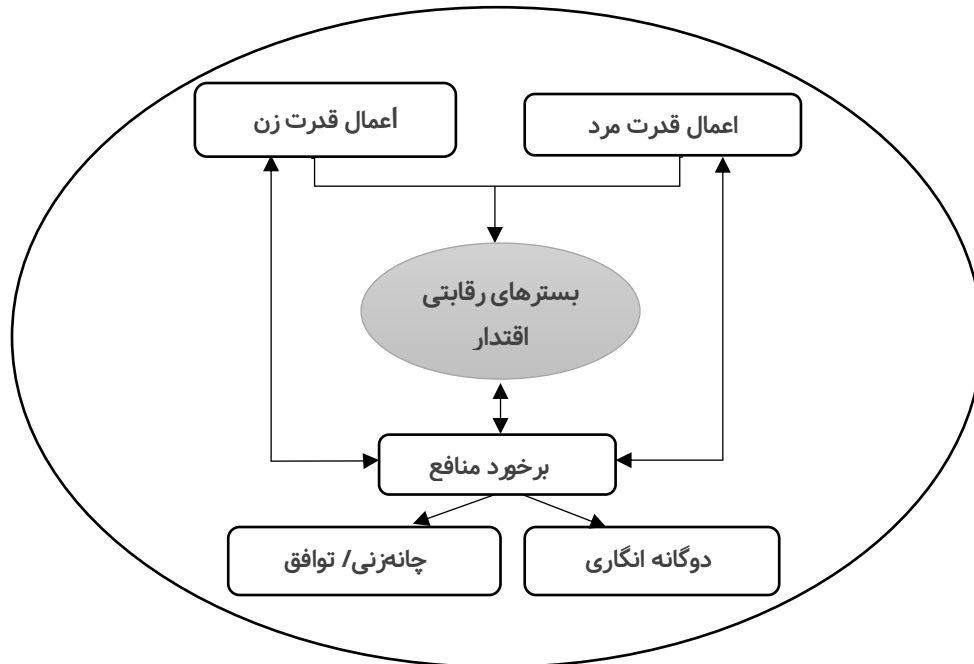 اعمال قدرت مرد
اعمال قدرت زن
بسترهای رقابتی
اقتدار
برخورد منافع
دوگانه انگاری
چانه‌زنی/ توافق